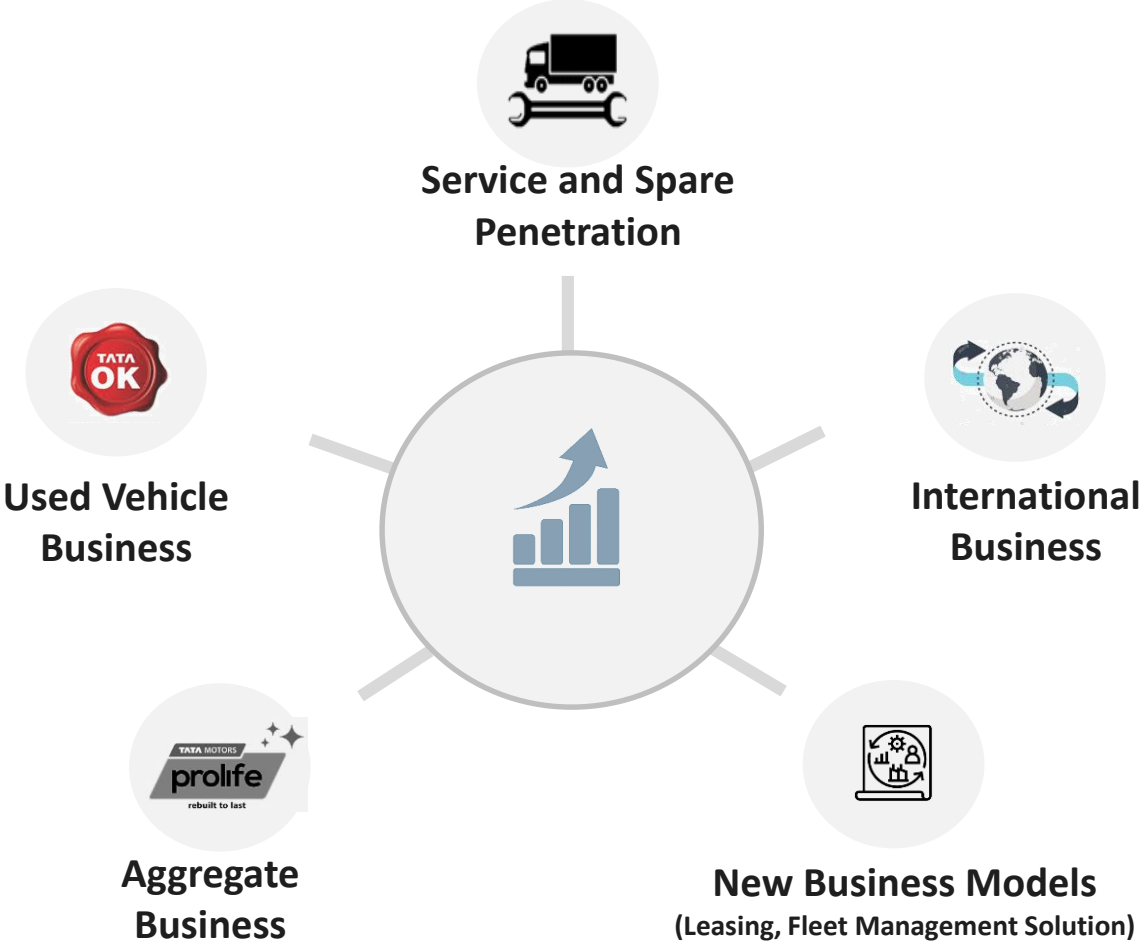 Service and Spare
Penetration
TATA
OK
Used Vehicle
Business
International
Business
TATA MOTORS
prolife
rebuilt to last
Aggregate
Business
New Business Models
(Leasing, Fleet Management Solution)